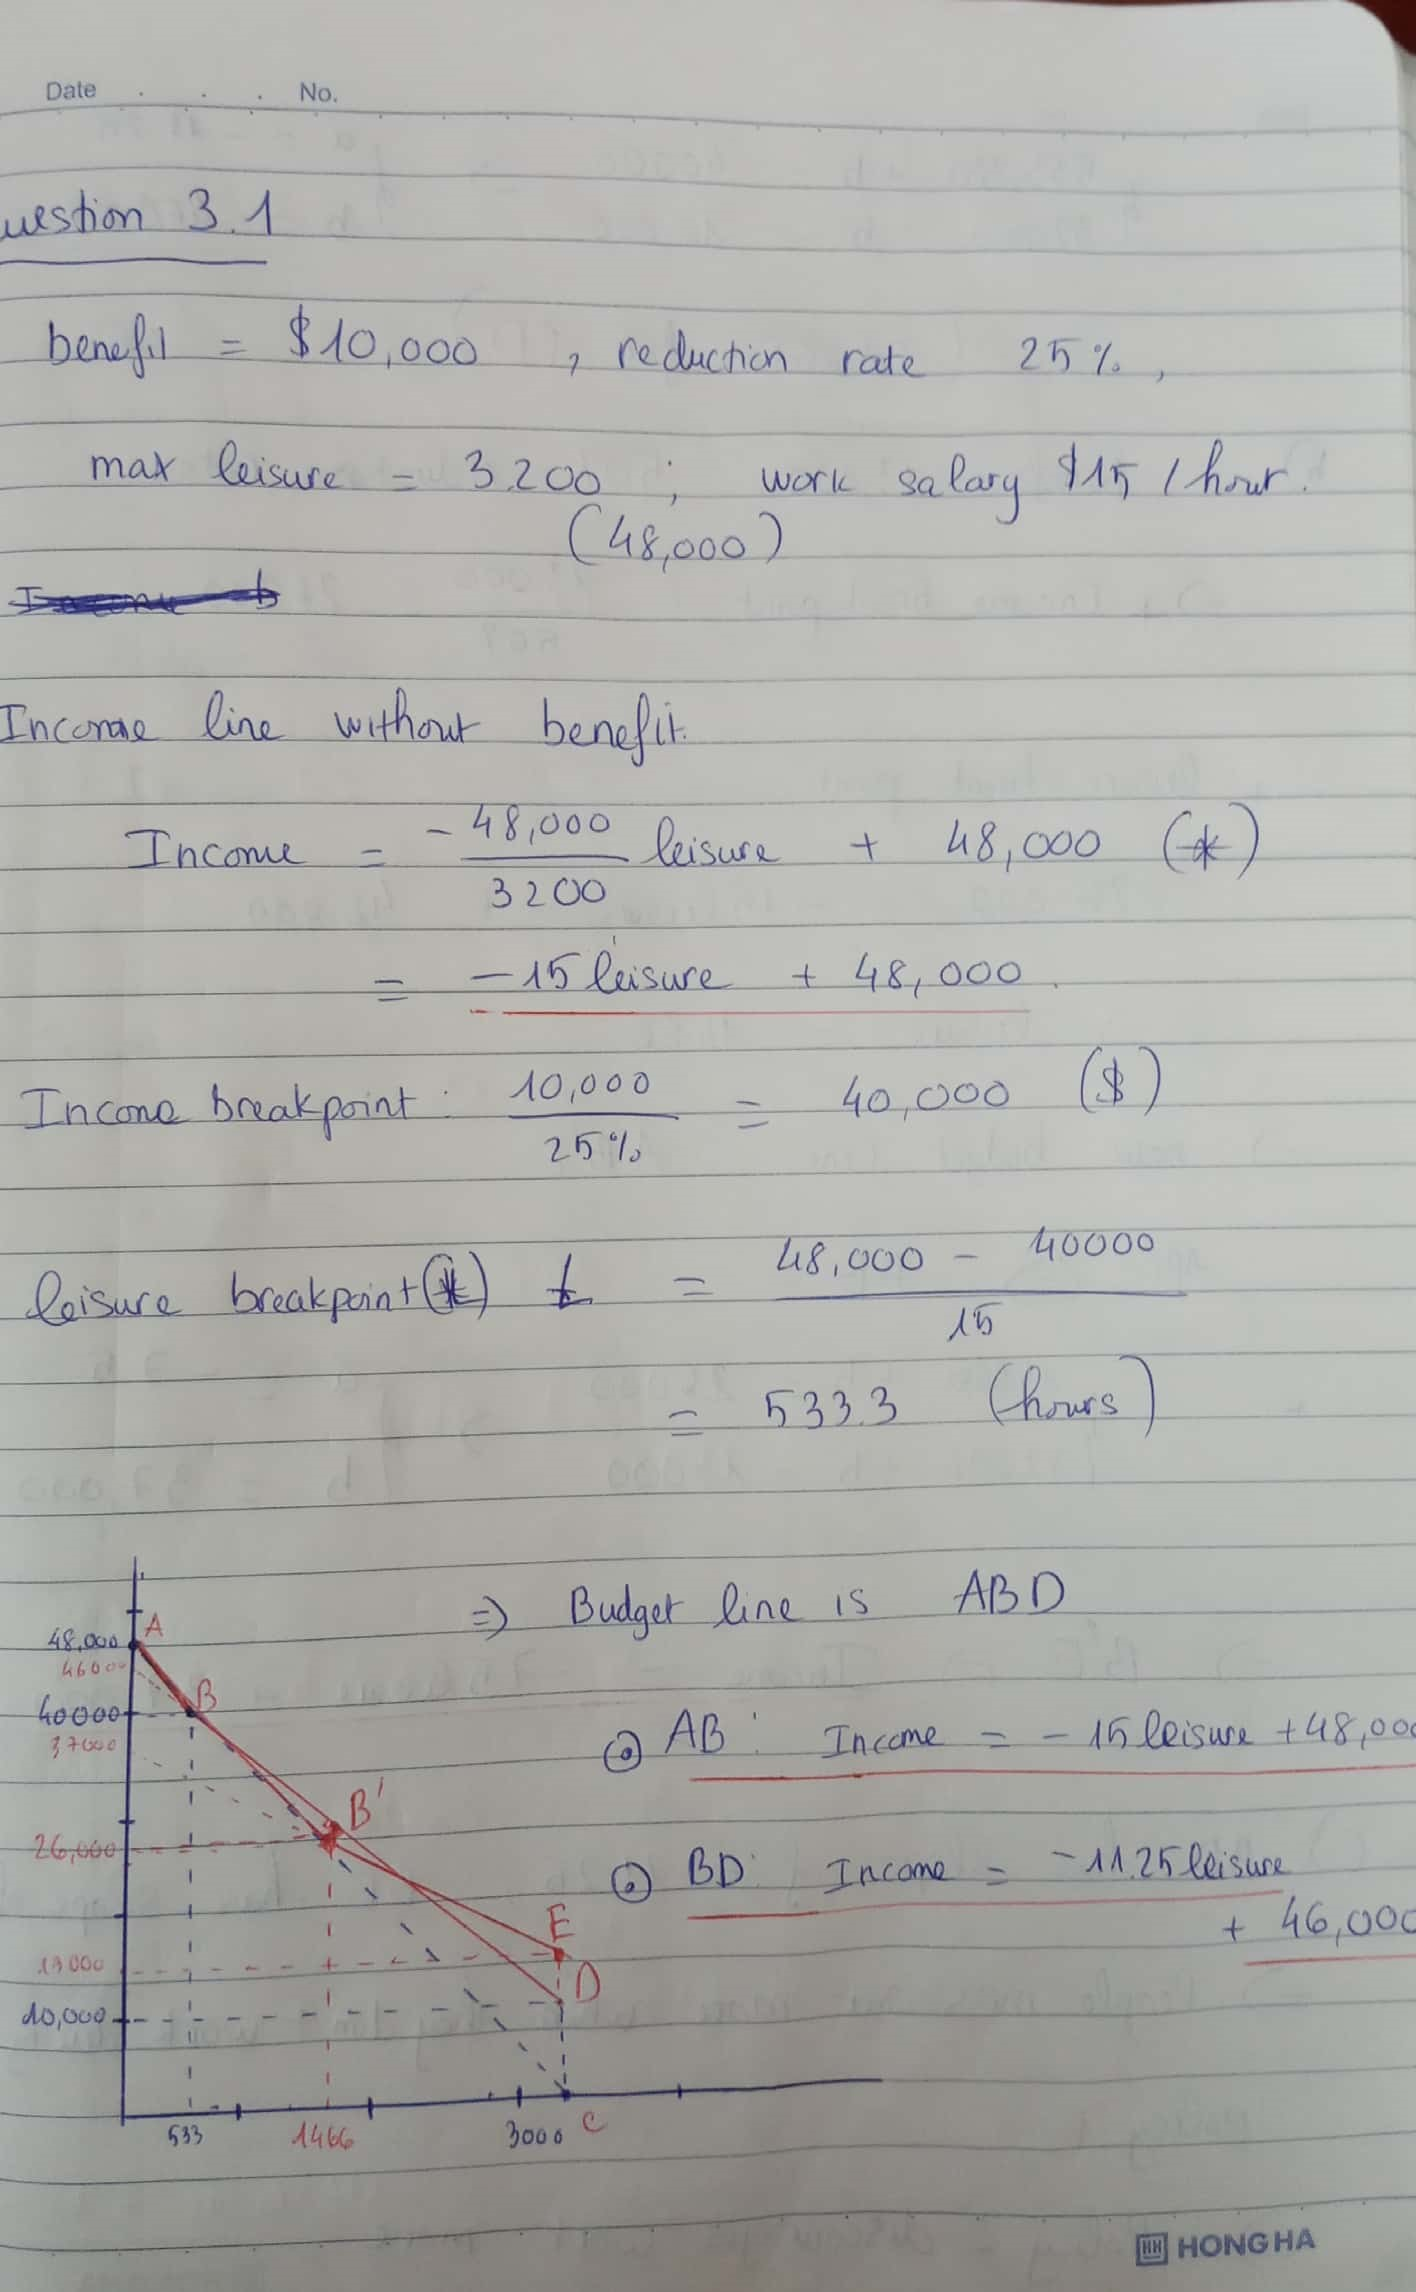 Date . . . No.
uestion 3.1
benefit = $10,000 , reduction rate 25%,
max leisure = 3200 ; work salary $15 / hour.
(48,000)
Income line without benefit.
Income = - 48,000 / 3200 leisure + 48,000 (*)
= -15 leisure + 48,000.
Income breakpoint: 10,000 / 25% = 40,000 ($)
leisure breakpoint (*) L = 48,000 - 40000 / 15
= 533.3 (hours)
=> Budget line is ABD
AB: Income = -15 leisure + 48,000
BD: Income = -11.25 leisure
+ 46,000
A
48,000
46000
B
40000
37000
B'
26,000
E
19000
D
10,000
533
1466
3000
C
HH HONG HA